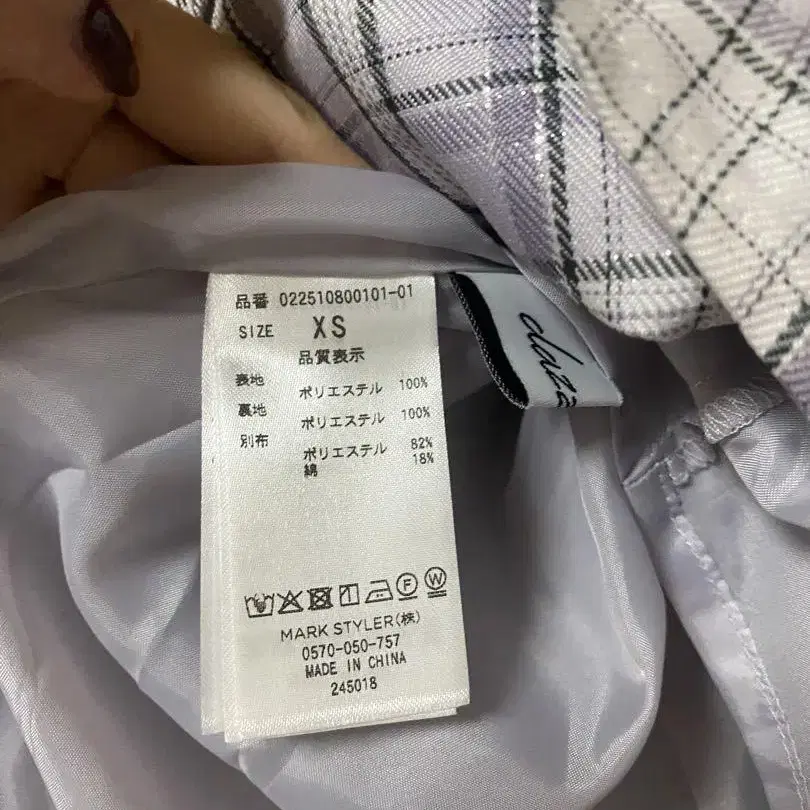 品番 022510800101-01
SIZE XS
品質表示
表地 ポリエステル 100%
裏地 ポリエステル 100%
別布 ポリエステル 82%
綿 18%
F W
MARK STYLER(株)
0570-050-757
MADE IN CHINA
245018